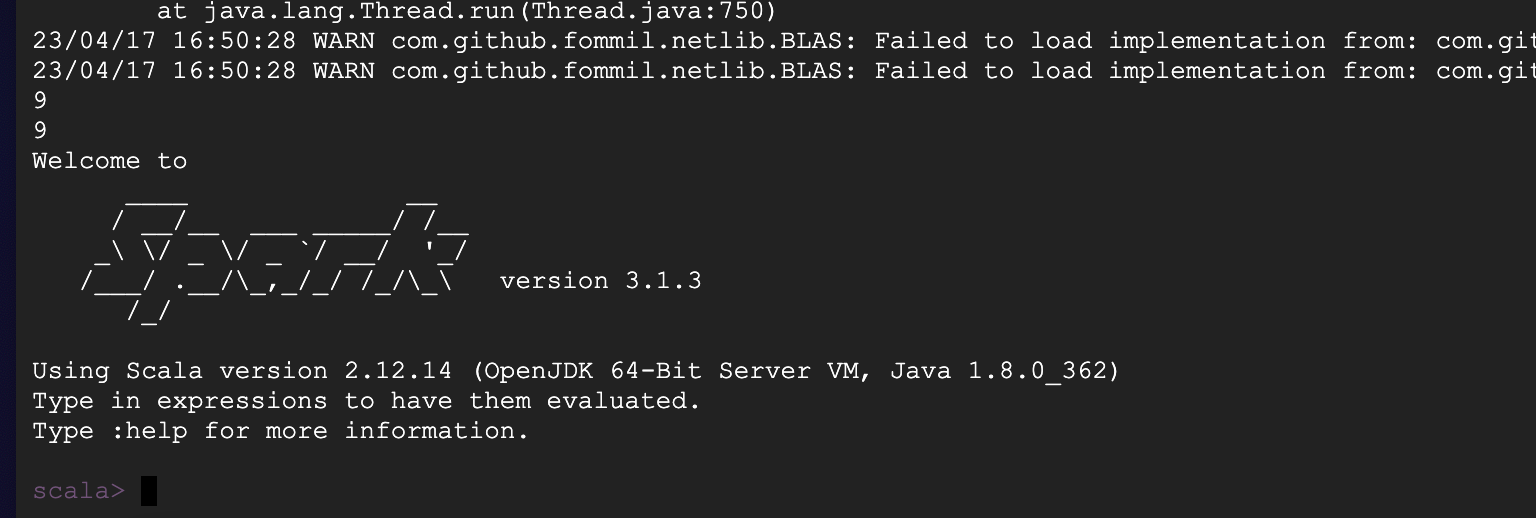 at java.lang.Thread.run(Thread.java:750)
23/04/17 16:50:28 WARN com.github.fommil.netlib.BLAS: Failed to load implementation from: com.git
23/04/17 16:50:28 WARN com.github.fommil.netlib.BLAS: Failed to load implementation from: com.git
9
9
Welcome to
      ____              __
     / __/__  ___ _____/ /__
    _\ \/ _ \/ _ `/ __/  '_/
   /___/ .__/\_,_/_/ /_/\_\   version 3.1.3
      /_/
Using Scala version 2.12.14 (OpenJDK 64-Bit Server VM, Java 1.8.0_362)
Type in expressions to have them evaluated.
Type :help for more information.
scala>